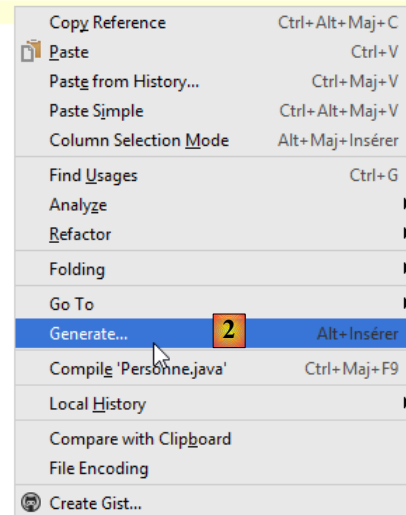 Copy Reference Ctrl+Alt+Maj+C
Paste Ctrl+V
Paste from History... Ctrl+Maj+V
Paste Simple Ctrl+Alt+Maj+V
Column Selection Mode Alt+Maj+Insérer
Find Usages Ctrl+G
Analyze
Refactor
Folding
Go To
Generate... 2 Alt+Insérer
Compile 'Personne.java' Ctrl+Maj+F9
Local History
Compare with Clipboard
File Encoding
Create Gist...